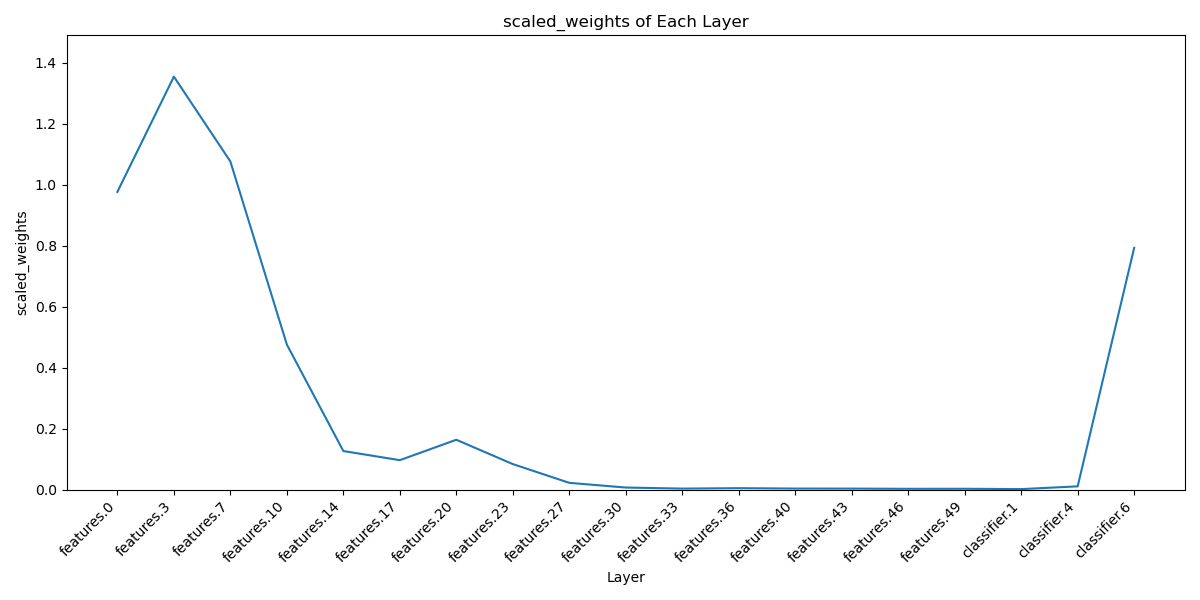 scaled_weights of Each Layer
scaled_weights
1.4
1.2
1.0
0.8
0.6
0.4
0.2
0.0
features.0
features.3
features.7
features.10
features.14
features.17
features.20
features.23
features.27
features.30
features.33
features.36
features.40
features.43
features.46
features.49
classifier.1
classifier.4
classifier.6
Layer